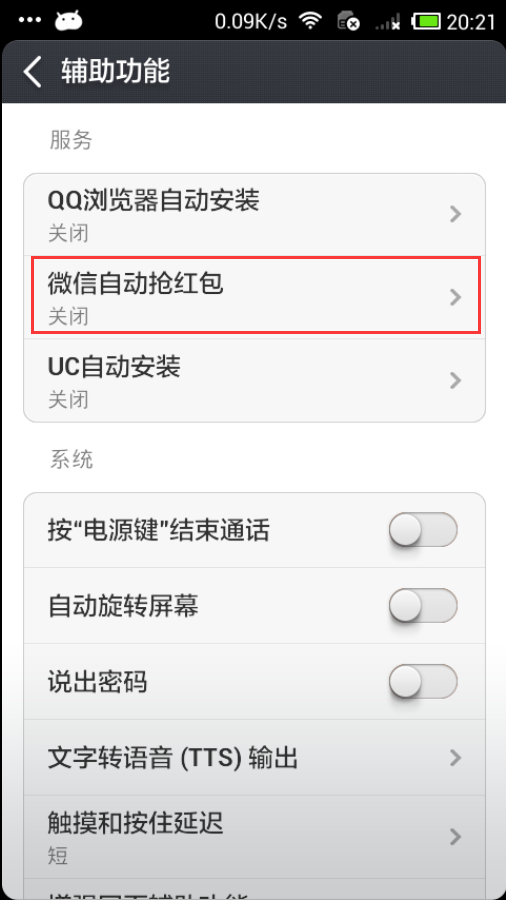 0.09K/s 20:21
辅助功能
服务
QQ浏览器自动安装
关闭
微信自动抢红包
关闭
UC自动安装
关闭
系统
按“电源键”结束通话
自动旋转屏幕
说出密码
文字转语音 (TTS) 输出
触摸和按住延迟
短